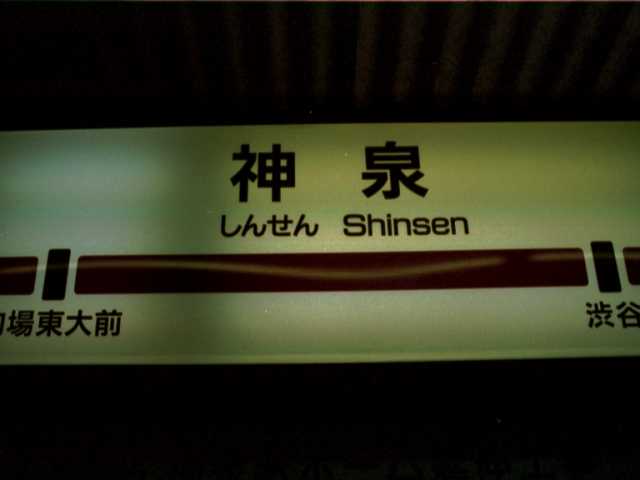 神泉
しんせん Shinsen
場東大前 渋谷